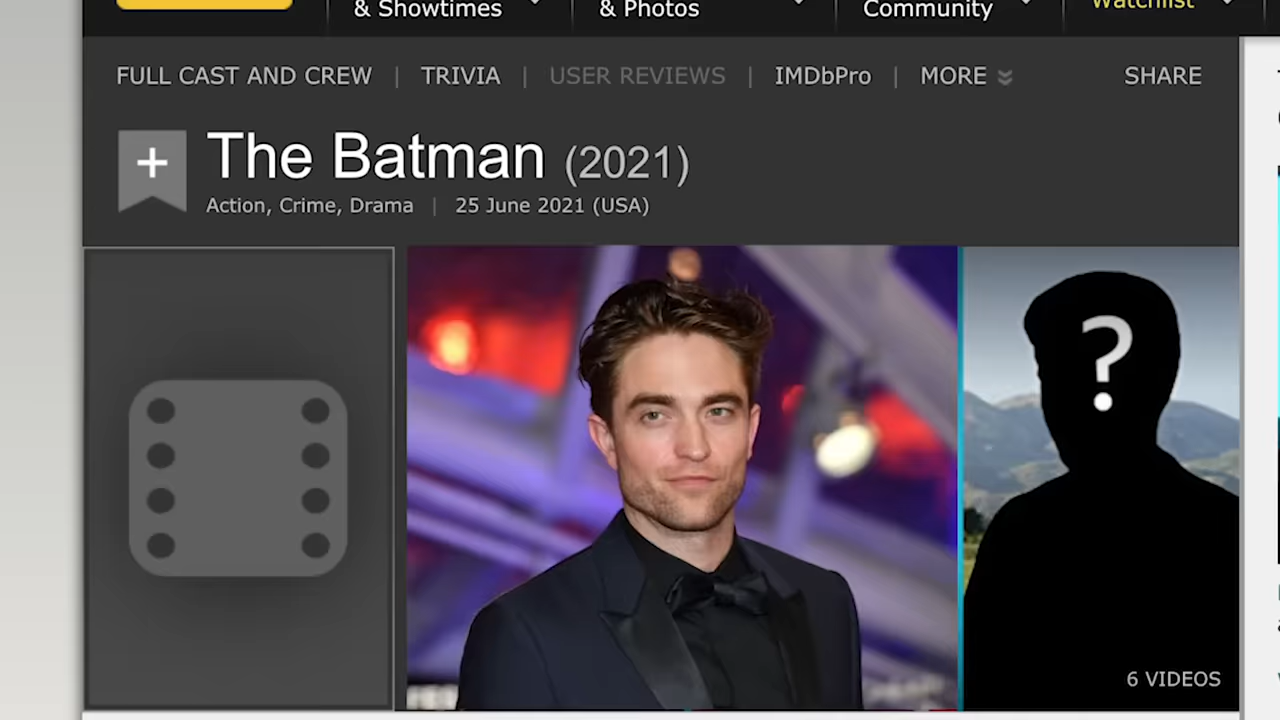 & Showtimes
& Photos
Community
Watchlist
FULL CAST AND CREW | TRIVIA | USER REVIEWS | IMDbPro | MORE SHARE
+ The Batman (2021)
Action, Crime, Drama | 25 June 2021 (USA)
?
6 VIDEOS